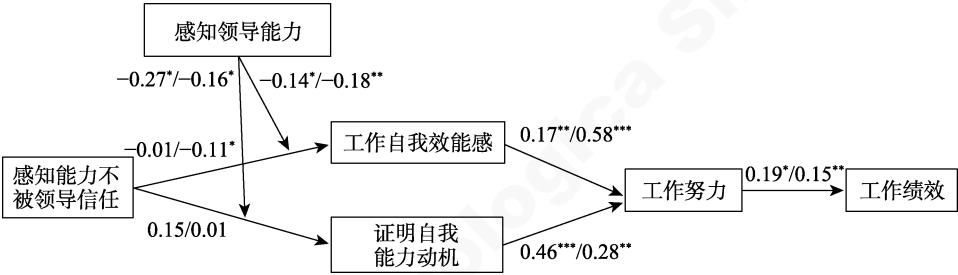 感知领导能力
−0.27*/−0.16*
−0.14*/−0.18**
−0.01/−0.11*
工作自我效能感
0.17**/0.58***
感知能力不
被领导信任
工作努力
0.19*/0.15**
工作绩效
0.15/0.01
证明自我
能力动机
0.46***/0.28**